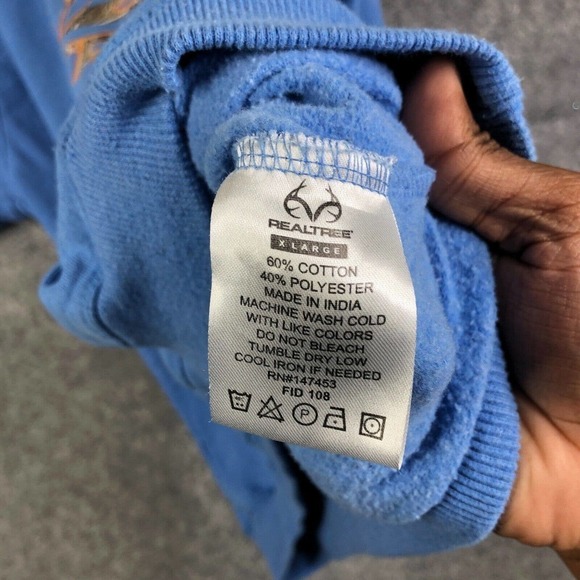 REALTREE
X LARGE
60% COTTON
40% POLYESTER
MADE IN INDIA
MACHINE WASH COLD
WITH LIKE COLORS
DO NOT BLEACH
TUMBLE DRY LOW
COOL IRON IF NEEDED
RN#147453
FID 108
P